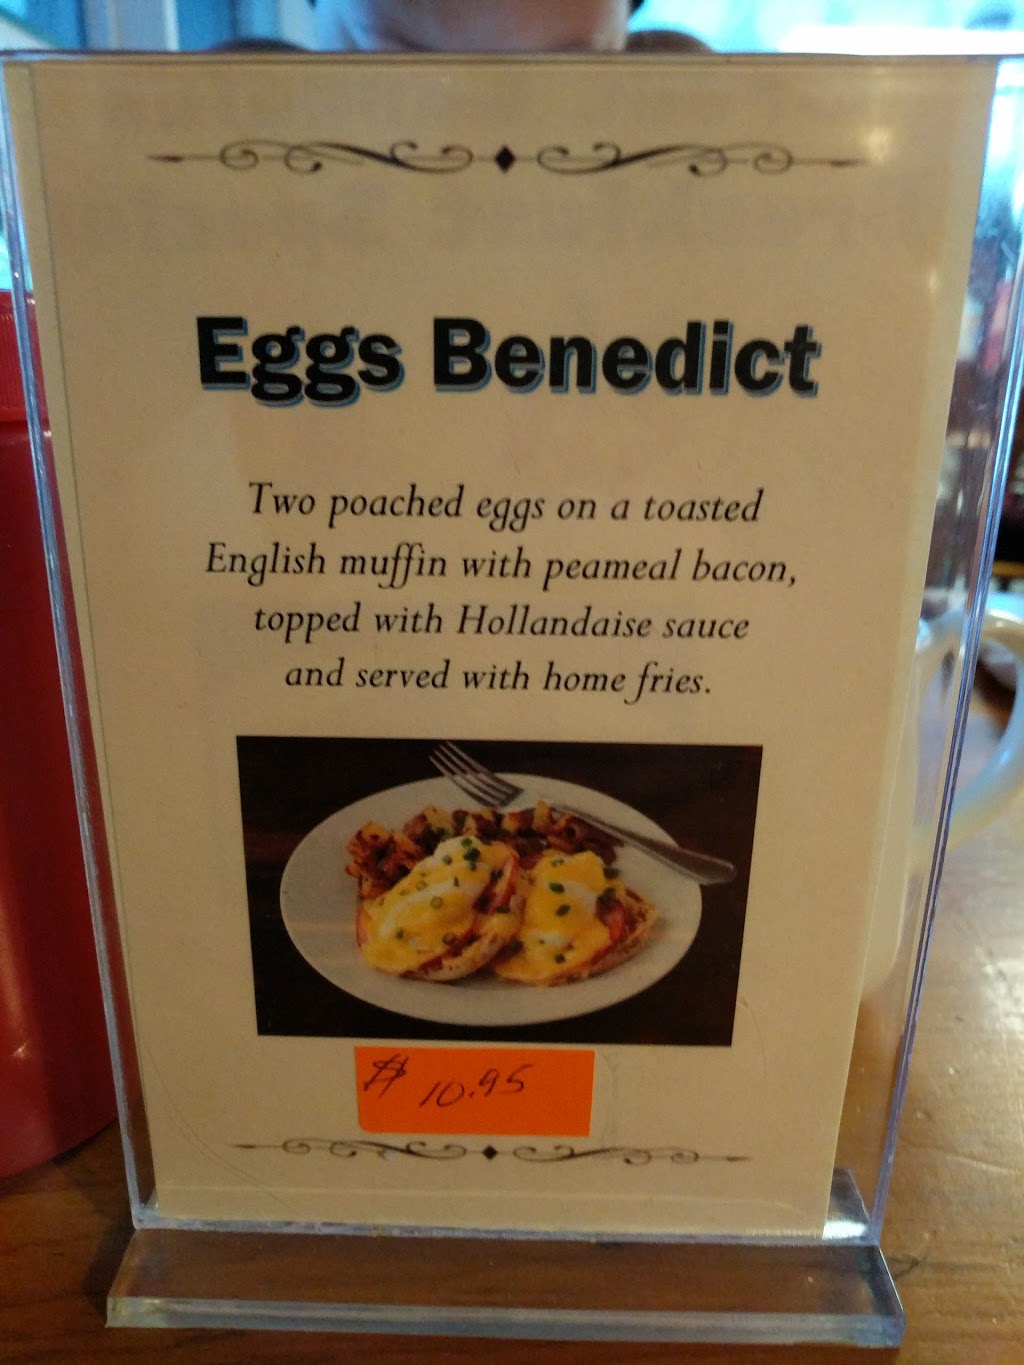 Eggs Benedict
Two poached eggs on a toasted
English muffin with peameal bacon,
topped with Hollandaise sauce
and served with home fries.
$ 10.95